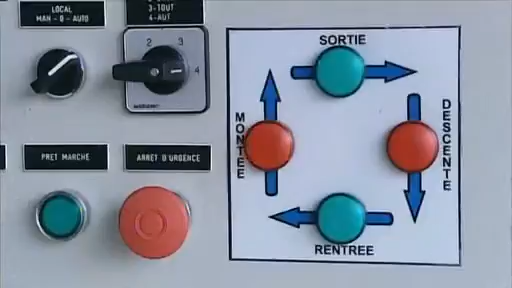 LOCAL
MAN - 0 - AUTO
3-TOUT
4-AUT
2
3
4
SORTIE
MONTEE
DESCENTE
RENTREE
PRET MARCHE
ARRET D URGENCE